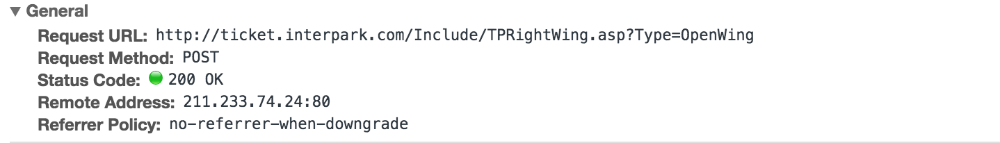 ▼ General
Request URL: http://ticket.interpark.com/Include/TPRightWing.asp?Type=OpenWing
Request Method: POST
Status Code: 200 OK
Remote Address: 211.233.74.24:80
Referrer Policy: no-referrer-when-downgrade